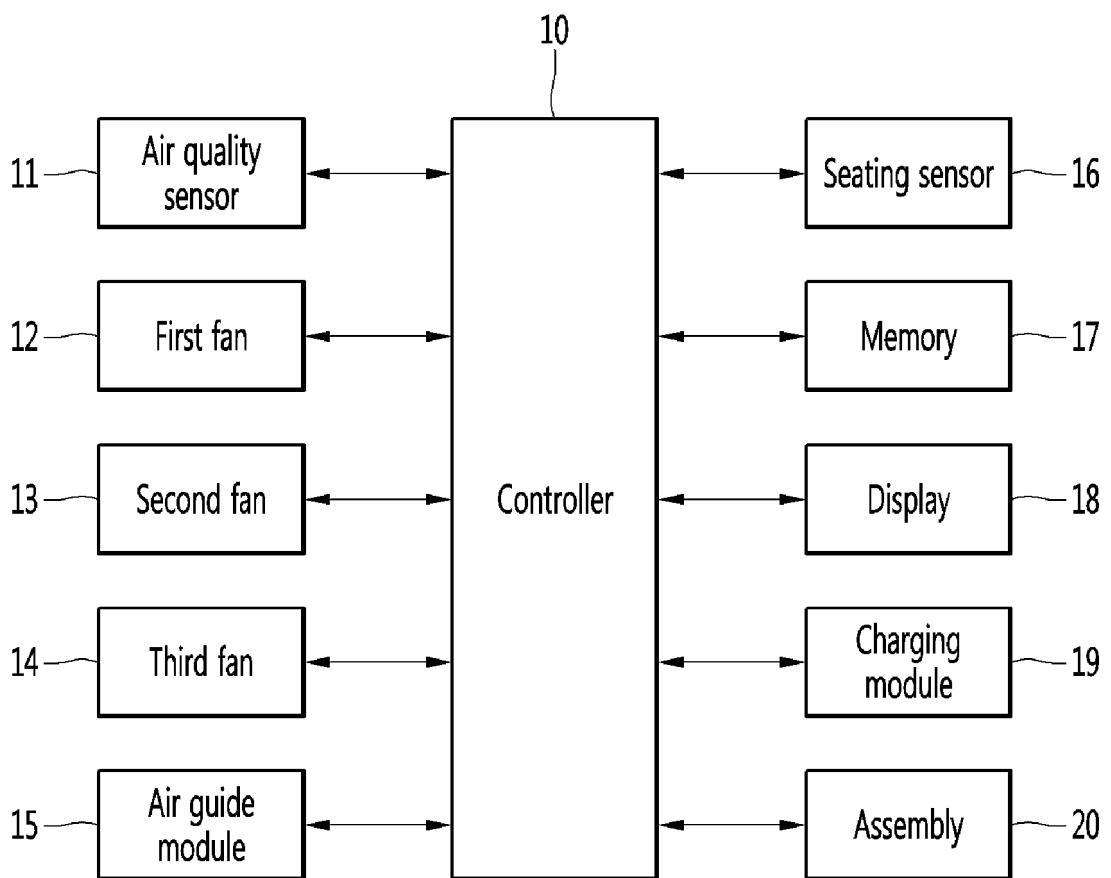 10
11
Air quality
sensor
12
First fan
13
Second fan
14
Third fan
15
Air guide
module
Controller
Seating sensor
16
Memory
17
Display
18
Charging
module
19
Assembly
20